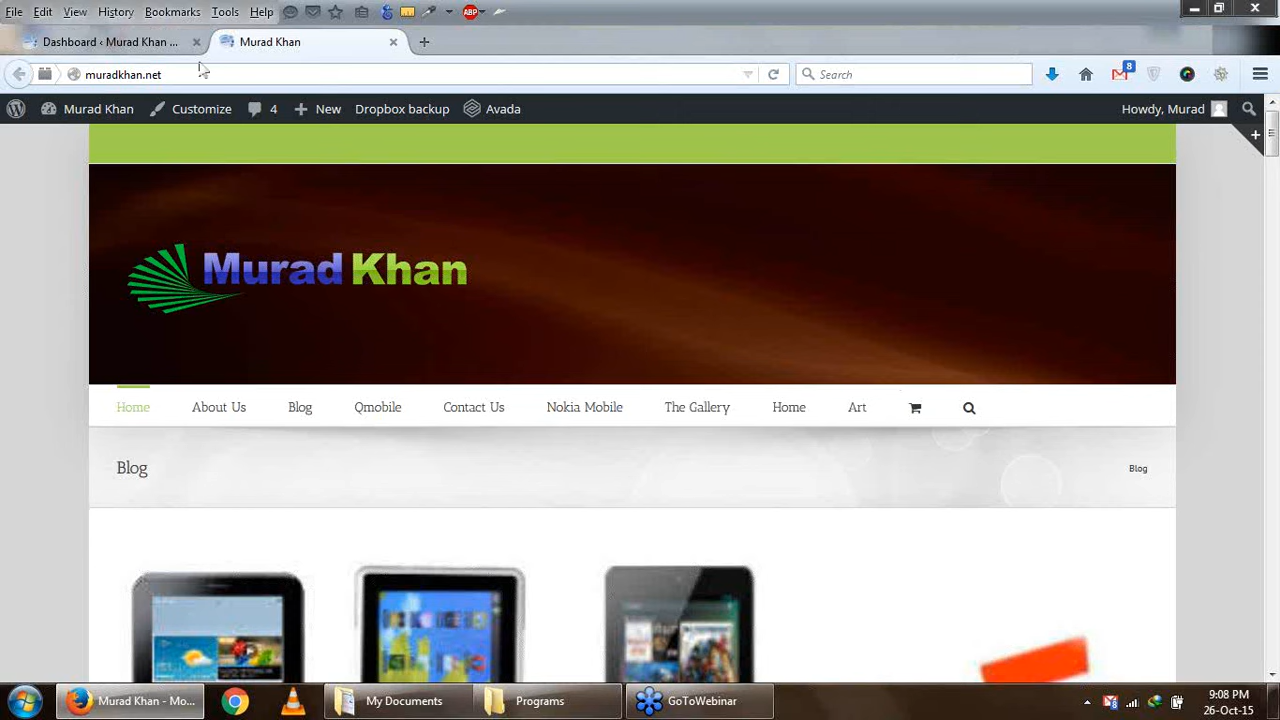 File Edit View History Bookmarks Tools Help ABP
Dashboard ‹ Murad Khan ... Murad Khan
muradkhan.net Search 8
Murad Khan Customize 4 New Dropbox backup Avada Howdy, Murad
Murad Khan
Home About Us Blog Qmobile Contact Us Nokia Mobile The Gallery Home Art
Blog Blog
Murad Khan - Mo... My Documents Programs GoToWebinar 9:08 PM
26-Oct-15